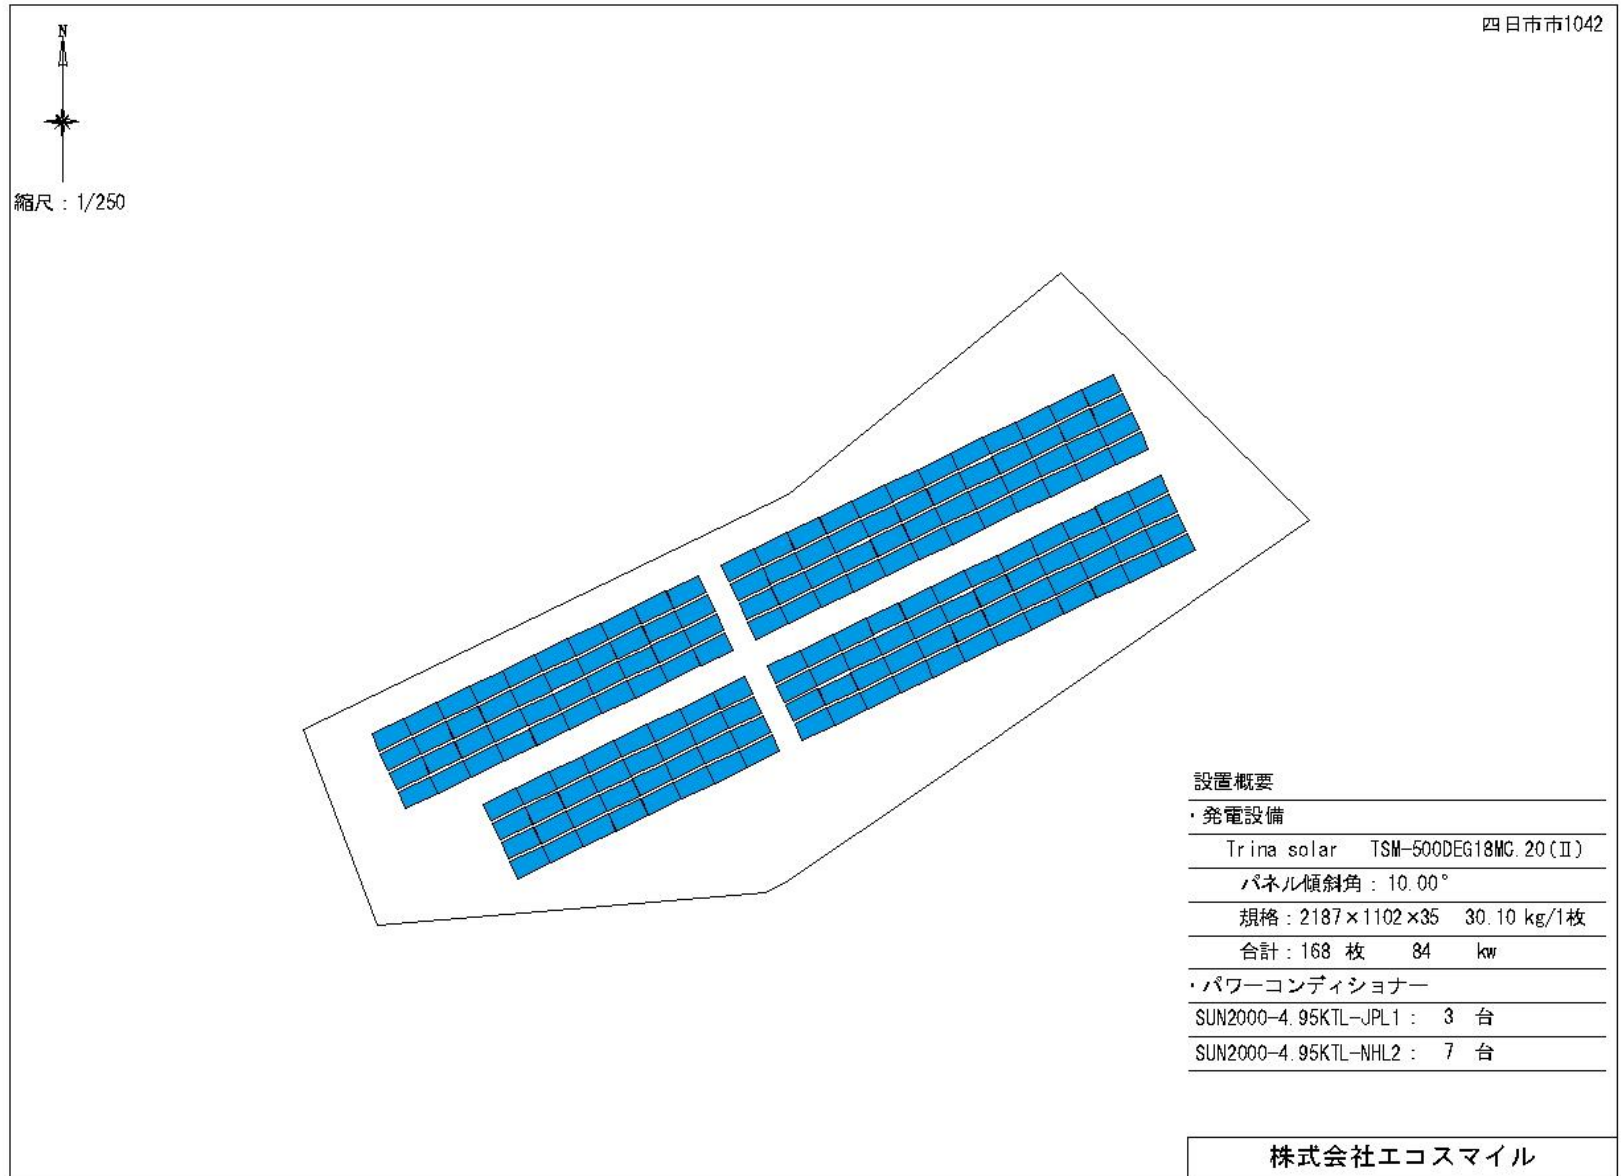 四日市市1042
N
縮尺：1/250
設置概要
・発電設備
Trina solar TSM-500DEG18MC.20(Ⅱ)
パネル傾斜角：10.00°
規格：2187×1102×35 30.10 kg/1枚
合計：168 枚 84 kw
・パワーコンディショナー
SUN2000-4.95KTL-JPL1： 3 台
SUN2000-4.95KTL-NHL2： 7 台
株式会社エコスマイル